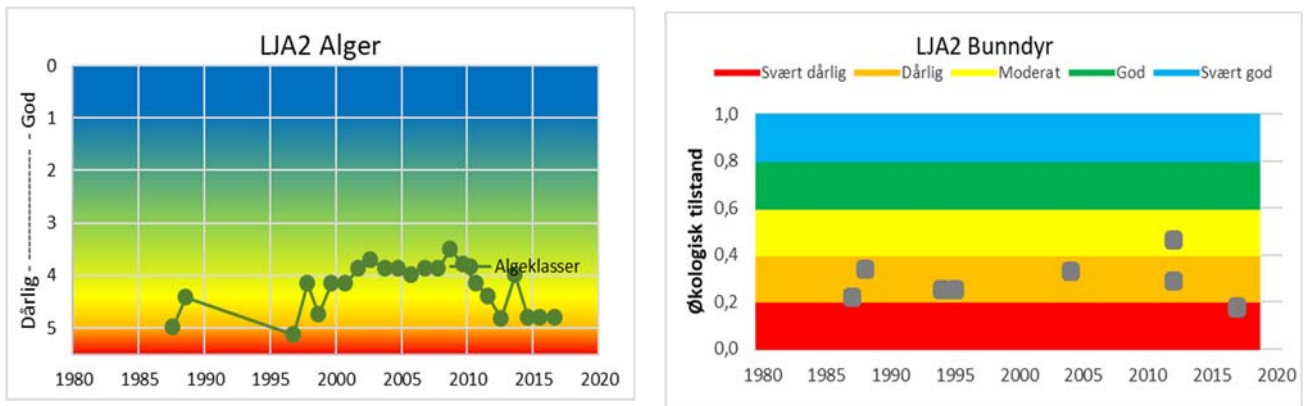 LJA2 Alger
Dårlig - ---------------- - God
0
1
2
3
4
5
Algeklasser
1980 1985 1990 1995 2000 2005 2010 2015 2020
LJA2 Bunndyr
Svært dårlig Dårlig Moderat God Svært god
Økologisk tilstand
1,0
0,8
0,6
0,4
0,2
0,0
1980 1985 1990 1995 2000 2005 2010 2015 2020